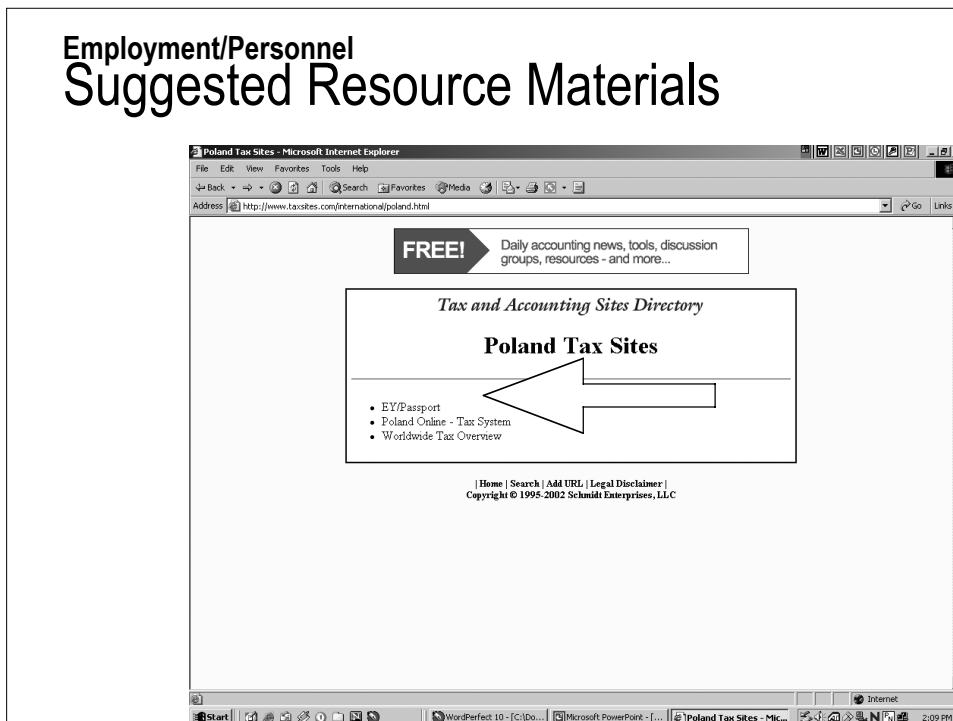 Employment/Personnel
Suggested Resource Materials
Poland Tax Sites - Microsoft Internet Explorer
File Edit View Favorites Tools Help
Back Search Favorites Media
Address http://www.taxsites.com/international/poland.html Go Links
FREE! Daily accounting news, tools, discussion
groups, resources - and more...
Tax and Accounting Sites Directory
Poland Tax Sites
• EY/Passport
• Poland Online - Tax System
• Worldwide Tax Overview
| Home | Search | Add URL | Legal Disclaimer |
Copyright © 1995-2002 Schmidt Enterprises, LLC
Internet
Start WordPerfect 10 - [C:\Do... Microsoft PowerPoint - [... Poland Tax Sites - Mic... 2:09 PM